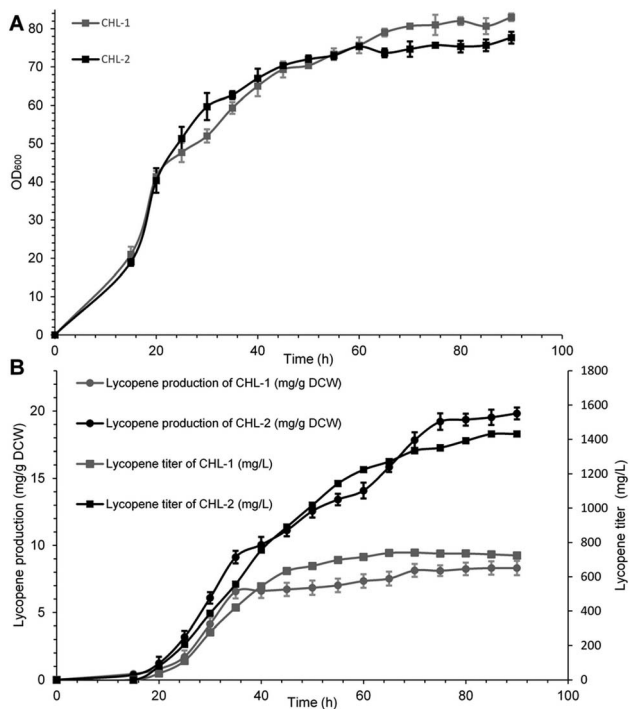 A
CHL-1
CHL-2
OD600
80
70
60
50
40
30
20
10
0
0 20 40 60 80 100
Time (h)
B
Lycopene production of CHL-1 (mg/g DCW)
Lycopene production of CHL-2 (mg/g DCW)
Lycopene titer of CHL-1 (mg/L)
Lycopene titer of CHL-2 (mg/L)
Lycopene production (mg/g DCW)
20
15
10
5
0
1800
1600
1400
1200
1000
800
600
400
200
0
Lycopene titer (mg/L)
0 20 40 60 80 100
Time (h)